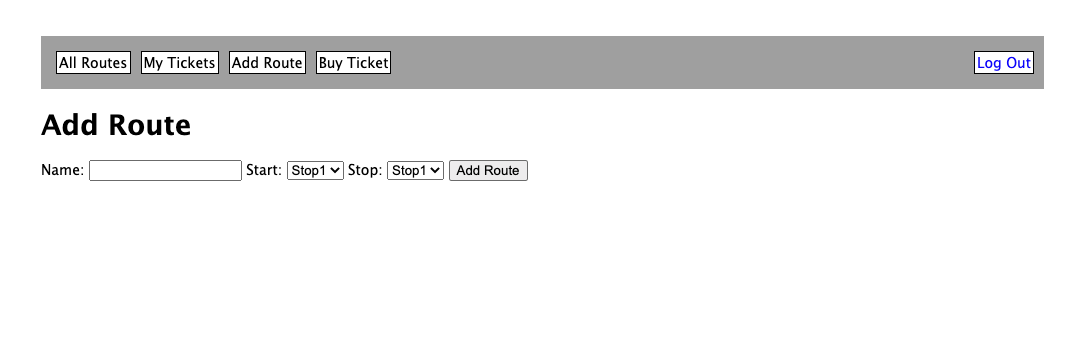 All Routes My Tickets Add Route Buy Ticket Log Out
Add Route
Name: Start: Stop1 Stop: Stop1 Add Route